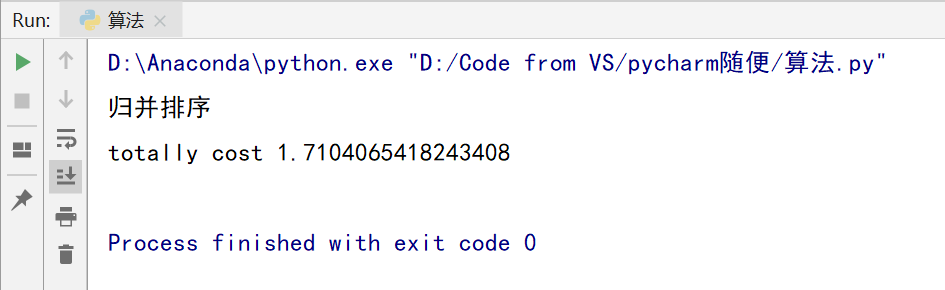 Run: 算法
D:\Anaconda\python.exe "D:/Code from VS/pycharm随便/算法.py"
归并排序
totally cost 1.7104065418243408
Process finished with exit code 0